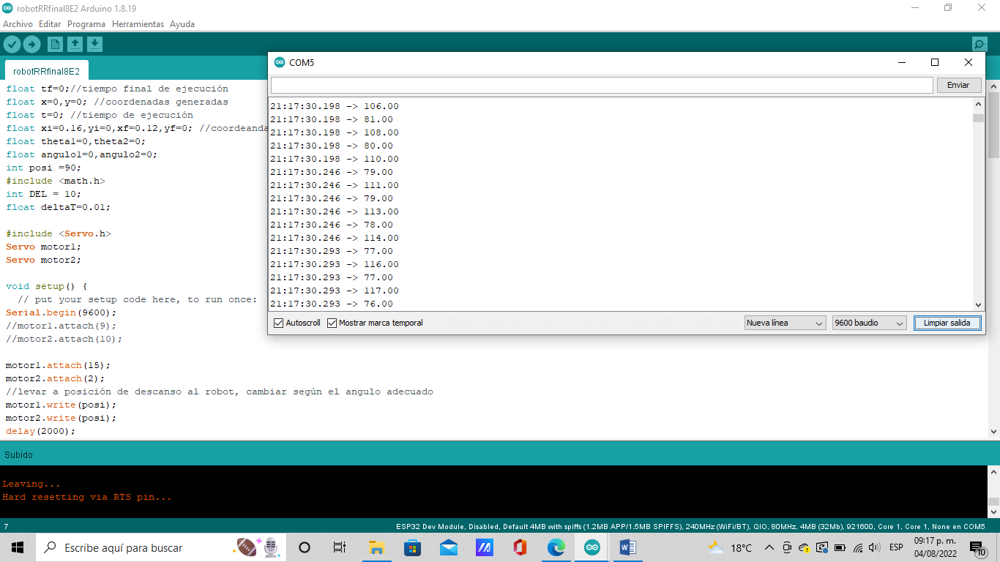 robotRRfinal8E2 Arduino 1.8.19
Archivo Editar Programa Herramientas Ayuda
robotRRfinal8E2
float tf=0;//tiempo final de ejecución
float x=0,y=0; //coordenadas generadas
float t=0; //tiempo de ejecución
float xi=0.16,yi=0,xf=0.12,yf=0; //coordeanda
float theta1=0,theta2=0;
float angulo1=0,angulo2=0;
int posi =90;
#include <math.h>
int DEL = 10;
float deltaT=0.01;
#include <Servo.h>
Servo motor1;
Servo motor2;
void setup() {
// put your setup code here, to run once:
Serial.begin(9600);
//motor1.attach(9);
//motor2.attach(10);
motor1.attach(15);
motor2.attach(2);
//levar a posición de descanso al robot, cambiar según el angulo adecuado
motor1.write(posi);
motor2.write(posi);
delay(2000);
COM5
Enviar
21:17:30.198 -> 106.00
21:17:30.198 -> 81.00
21:17:30.198 -> 108.00
21:17:30.198 -> 80.00
21:17:30.198 -> 110.00
21:17:30.246 -> 79.00
21:17:30.246 -> 111.00
21:17:30.246 -> 79.00
21:17:30.246 -> 113.00
21:17:30.246 -> 78.00
21:17:30.246 -> 114.00
21:17:30.293 -> 77.00
21:17:30.293 -> 116.00
21:17:30.293 -> 77.00
21:17:30.293 -> 117.00
21:17:30.293 -> 76.00
Autoscroll Mostrar marca temporal Nueva línea 9600 baudio Limpiar salida
Subido
Leaving...
Hard resetting via RTS pin...
7 ESP32 Dev Module, Disabled, Default 4MB with spiffs (1.2MB APP/1.5MB SPIFFS), 240MHz (WiFi/BT), QIO, 80MHz, 4MB (32Mb), 921600, Core 1, Core 1, None en COM5
Escribe aquí para buscar 18°C ESP 09:17 p. m.
04/08/2022
10